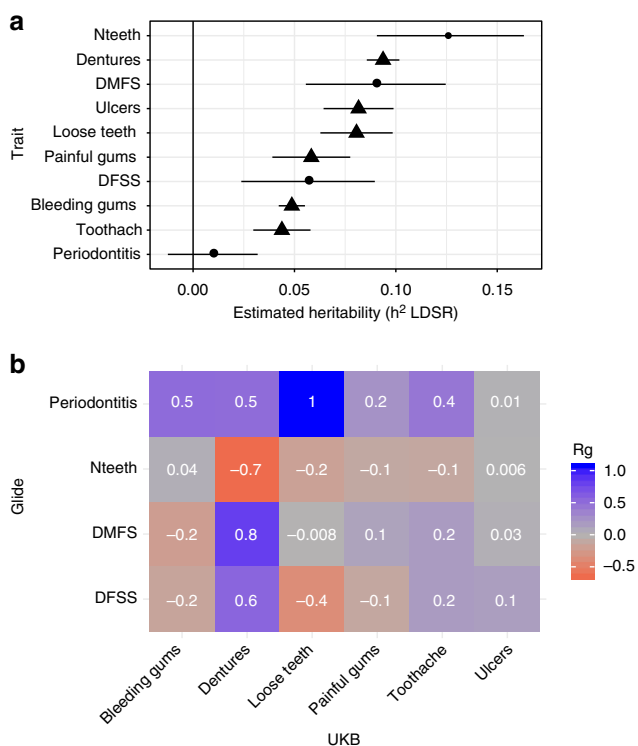 a
Trait
Nteeth
Dentures
DMFS
Ulcers
Loose teeth
Painful gums
DFSS
Bleeding gums
Toothach
Periodontitis
0.00 0.05 0.10 0.15
Estimated heritability (h² LDSR)
b
Glide
Periodontitis 0.5 0.5 1 0.2 0.4 0.01
Nteeth 0.04 −0.7 −0.2 −0.1 −0.1 0.006
DMFS −0.2 0.8 −0.008 0.1 0.2 0.03
DFSS −0.2 0.6 −0.4 −0.1 0.2 0.1
Bleeding gums Dentures Loose teeth Painful gums Toothache Ulcers
UKB
Rg
1.0
0.5
0.0
−0.5